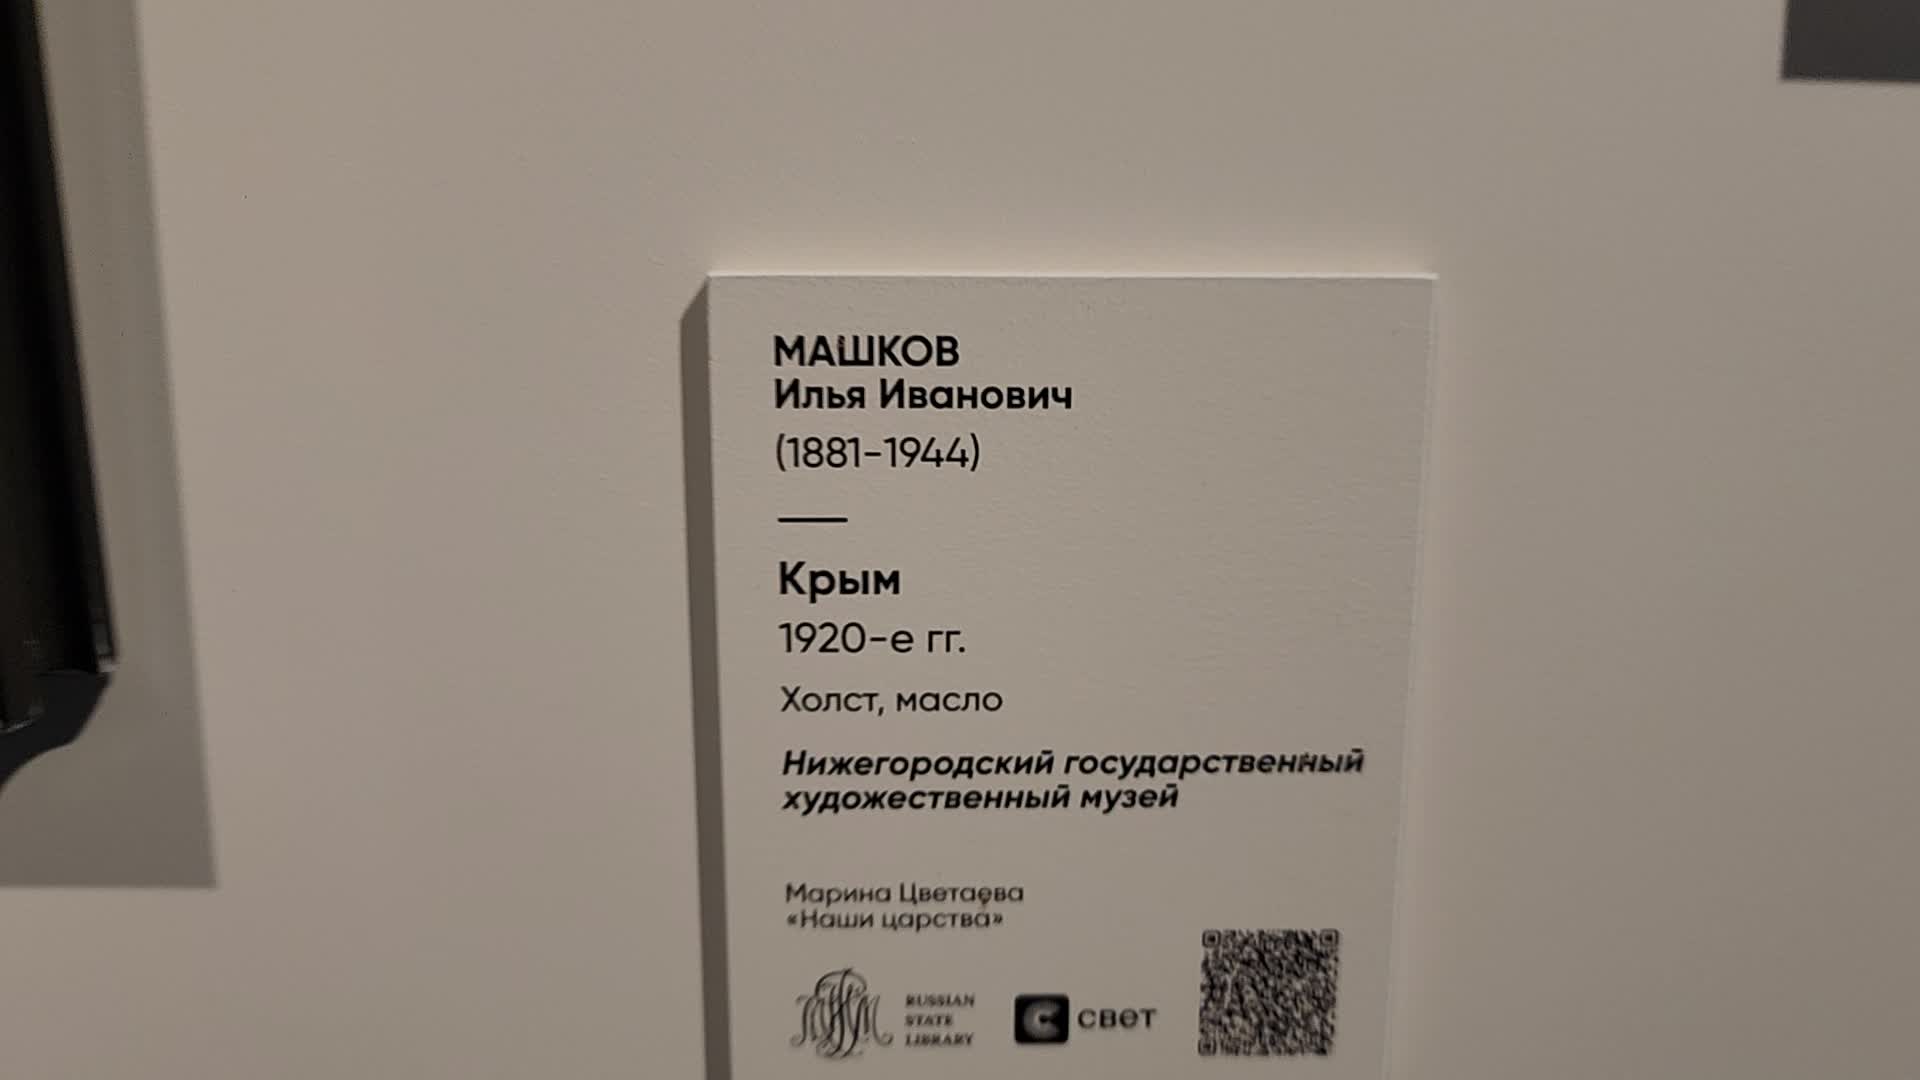 МАШКОВ
Илья Иванович
(1881-1944)
Крым
1920-е гг.
Холст, масло
Нижегородский государственный
художественный музей
Марина Цветаева
«Наши царства»
RUSSIAN
STATE
LIBRARY
C свет